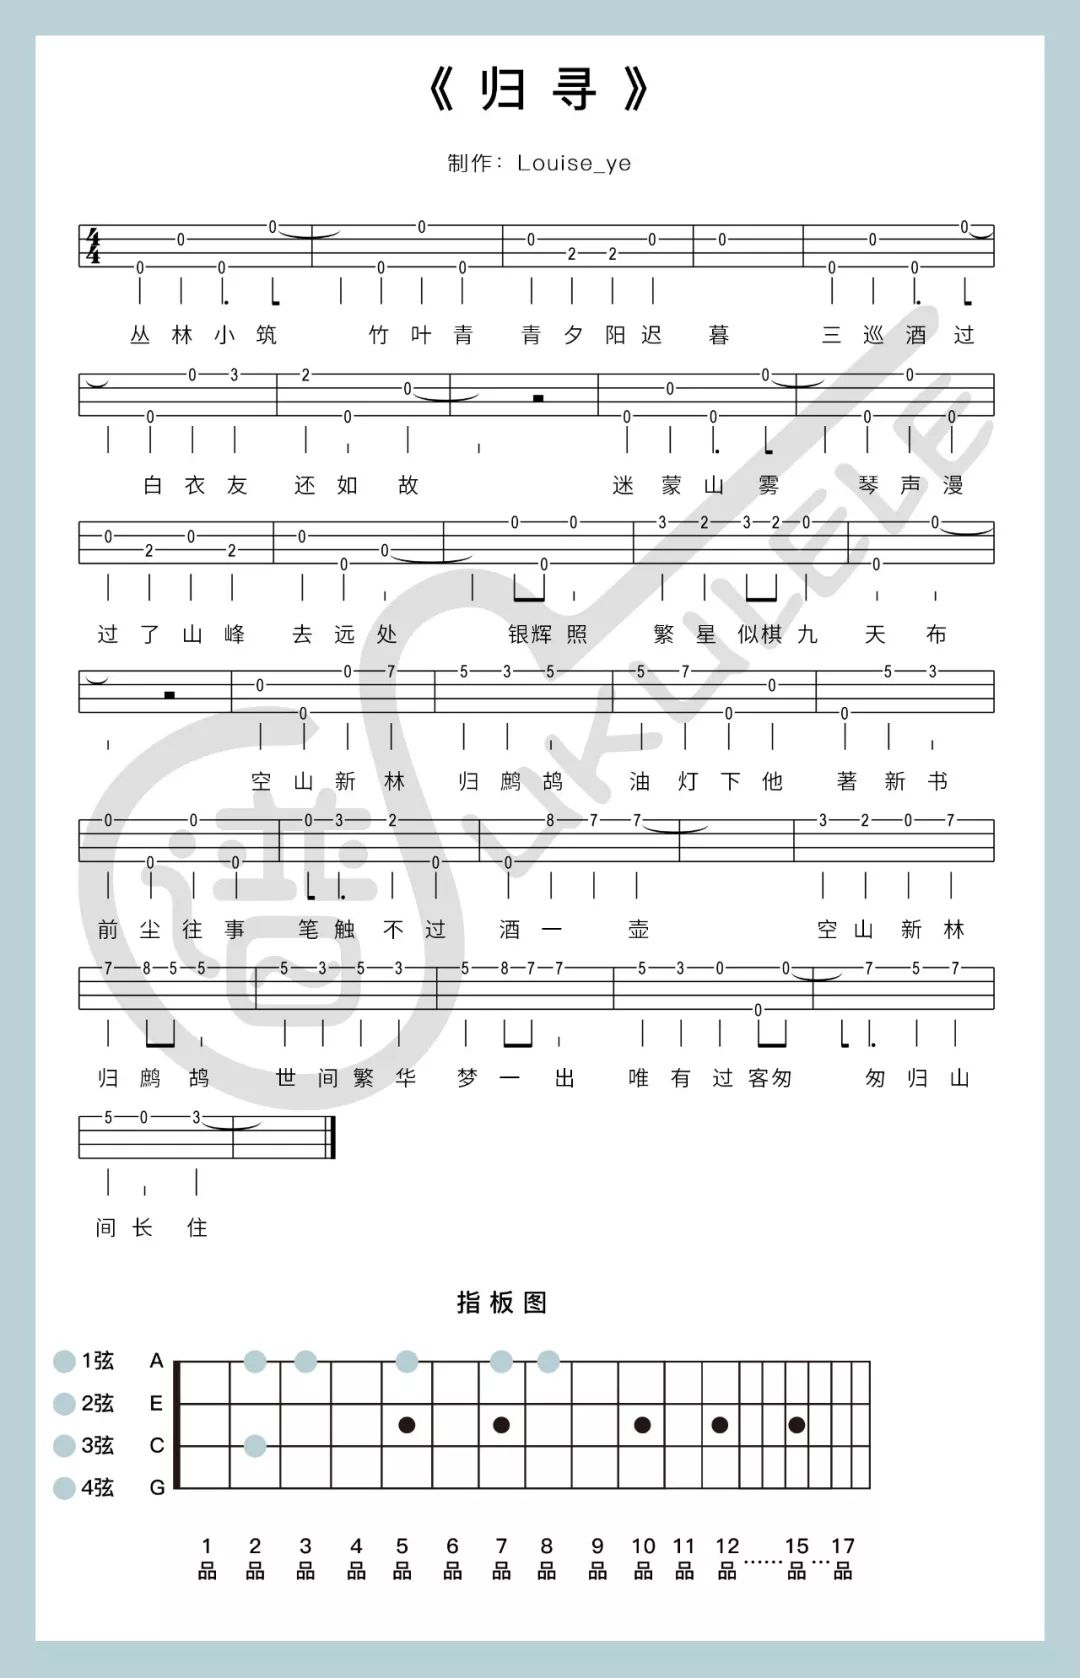 《归寻》
制作：Louise_ye
4
4
0 0 0 0 0 0 0 0 2 2 0 0 0 0 0 0
丛林小筑 竹叶青 青夕阳迟 暮 三巡酒过
0 0 3 2 0 0 0 0 0 0 0 0 0 0
白衣友 还如故 迷蒙山雾 琴声漫
0 2 0 2 0 0 0 0 0 0 3 2 3 2 0 0 0
过了山峰 去远处 银辉照 繁星似棋九 天布
0 0 0 7 5 3 5 5 7 0 0 0 5 3
空山新林 归鹧鸪 油灯下他 著新书
0 0 0 0 0 3 2 0 0 8 7 7 3 2 0 7
前尘往事 笔触不过 酒一 壶 空山新林
7 8 5 5 5 3 5 3 5 8 7 7 5 3 0 0 0 7 5 7
归鹧鸪 世间繁华 梦一出 唯有过客匆 匆归山
5 0 3
间长住
谱
UKULELE
指板图
1弦 A
2弦 E
3弦 C
4弦 G
1 2 3 4 5 6 7 8 9 10 11 12 15 17
品 品 品 品 品 品 品 品 品 品 品 品 …… 品 … 品